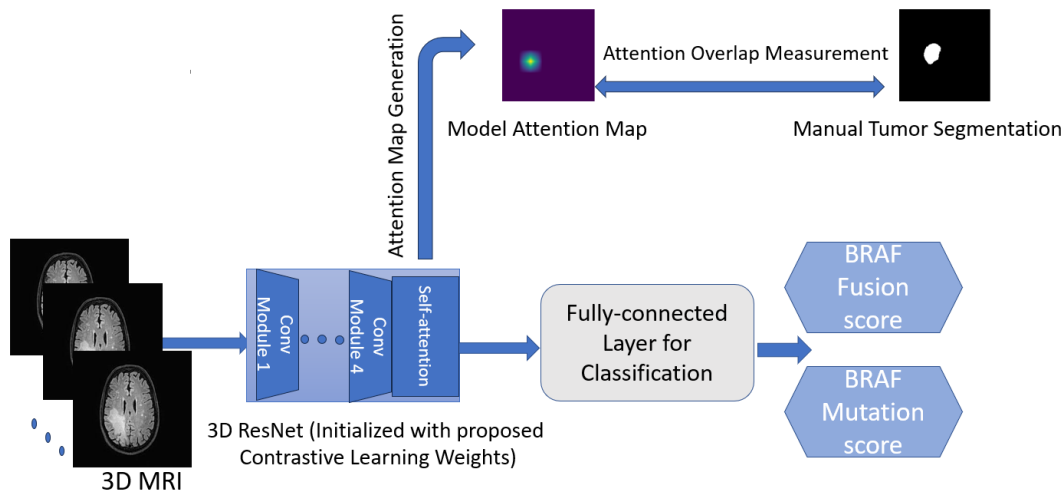 Attention Map Generation
Attention Overlap Measurement
Model Attention Map
Manual Tumor Segmentation
3D MRI
Conv
Module 1
Conv
Module 4
Self-attention
3D ResNet (Initialized with proposed
Contrastive Learning Weights)
Fully-connected
Layer for
Classification
BRAF
Fusion
score
BRAF
Mutation
score